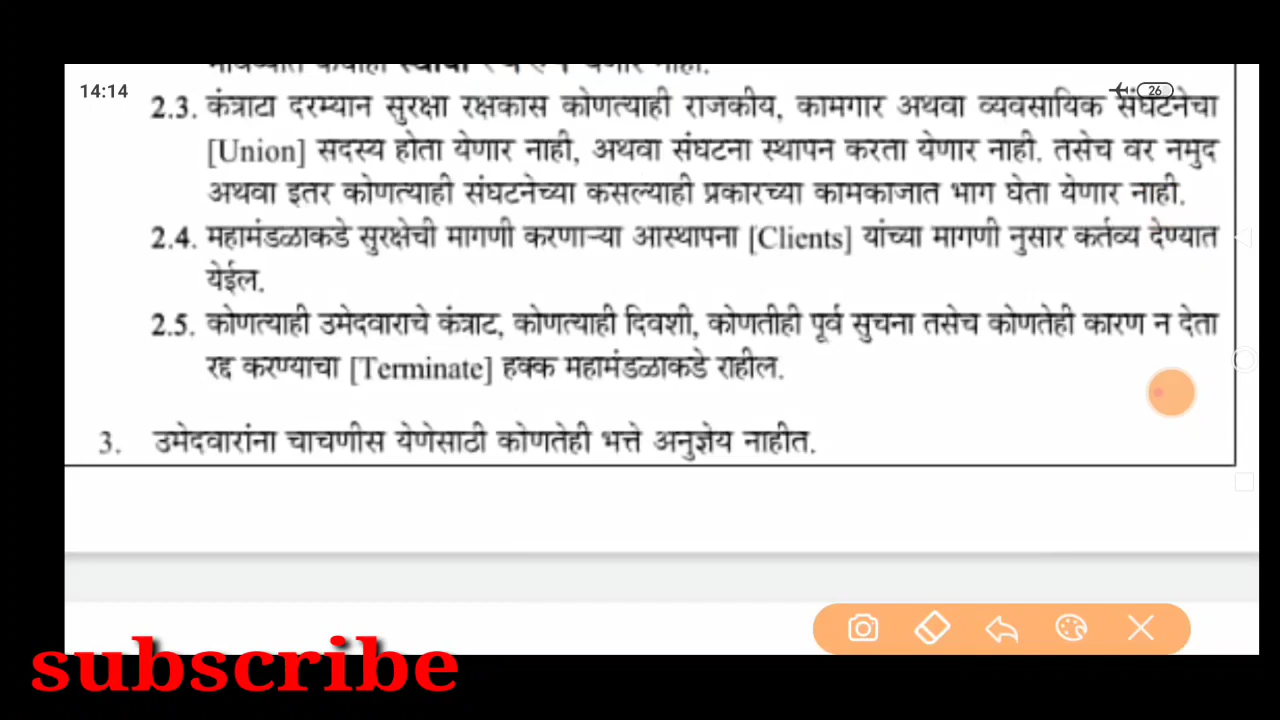 14:14
26
2.3. कंत्राटा दरम्यान सुरक्षा रक्षकास कोणत्याही राजकीय, कामगार अथवा व्यवसायिक संघटनेचा
[Union] सदस्य होता येणार नाही, अथवा संघटना स्थापन करता येणार नाही. तसेच वर नमुद
अथवा इतर कोणत्याही संघटनेच्या कसल्याही प्रकारच्या कामकाजात भाग घेता येणार नाही.
2.4. महामंडळाकडे सुरक्षेची मागणी करणाऱ्या आस्थापना [Clients] यांच्या मागणी नुसार कर्तव्य देण्यात
येईल.
2.5. कोणत्याही उमेदवाराचे कंत्राट, कोणत्याही दिवशी, कोणतीही पूर्व सुचना तसेच कोणतेही कारण न देता
रद्द करण्याचा [Terminate] हक्क महामंडळाकडे राहील.
3. उमेदवारांना चाचणीस येणेसाठी कोणतेही भत्ते अनुज्ञेय नाहीत.
subscribe